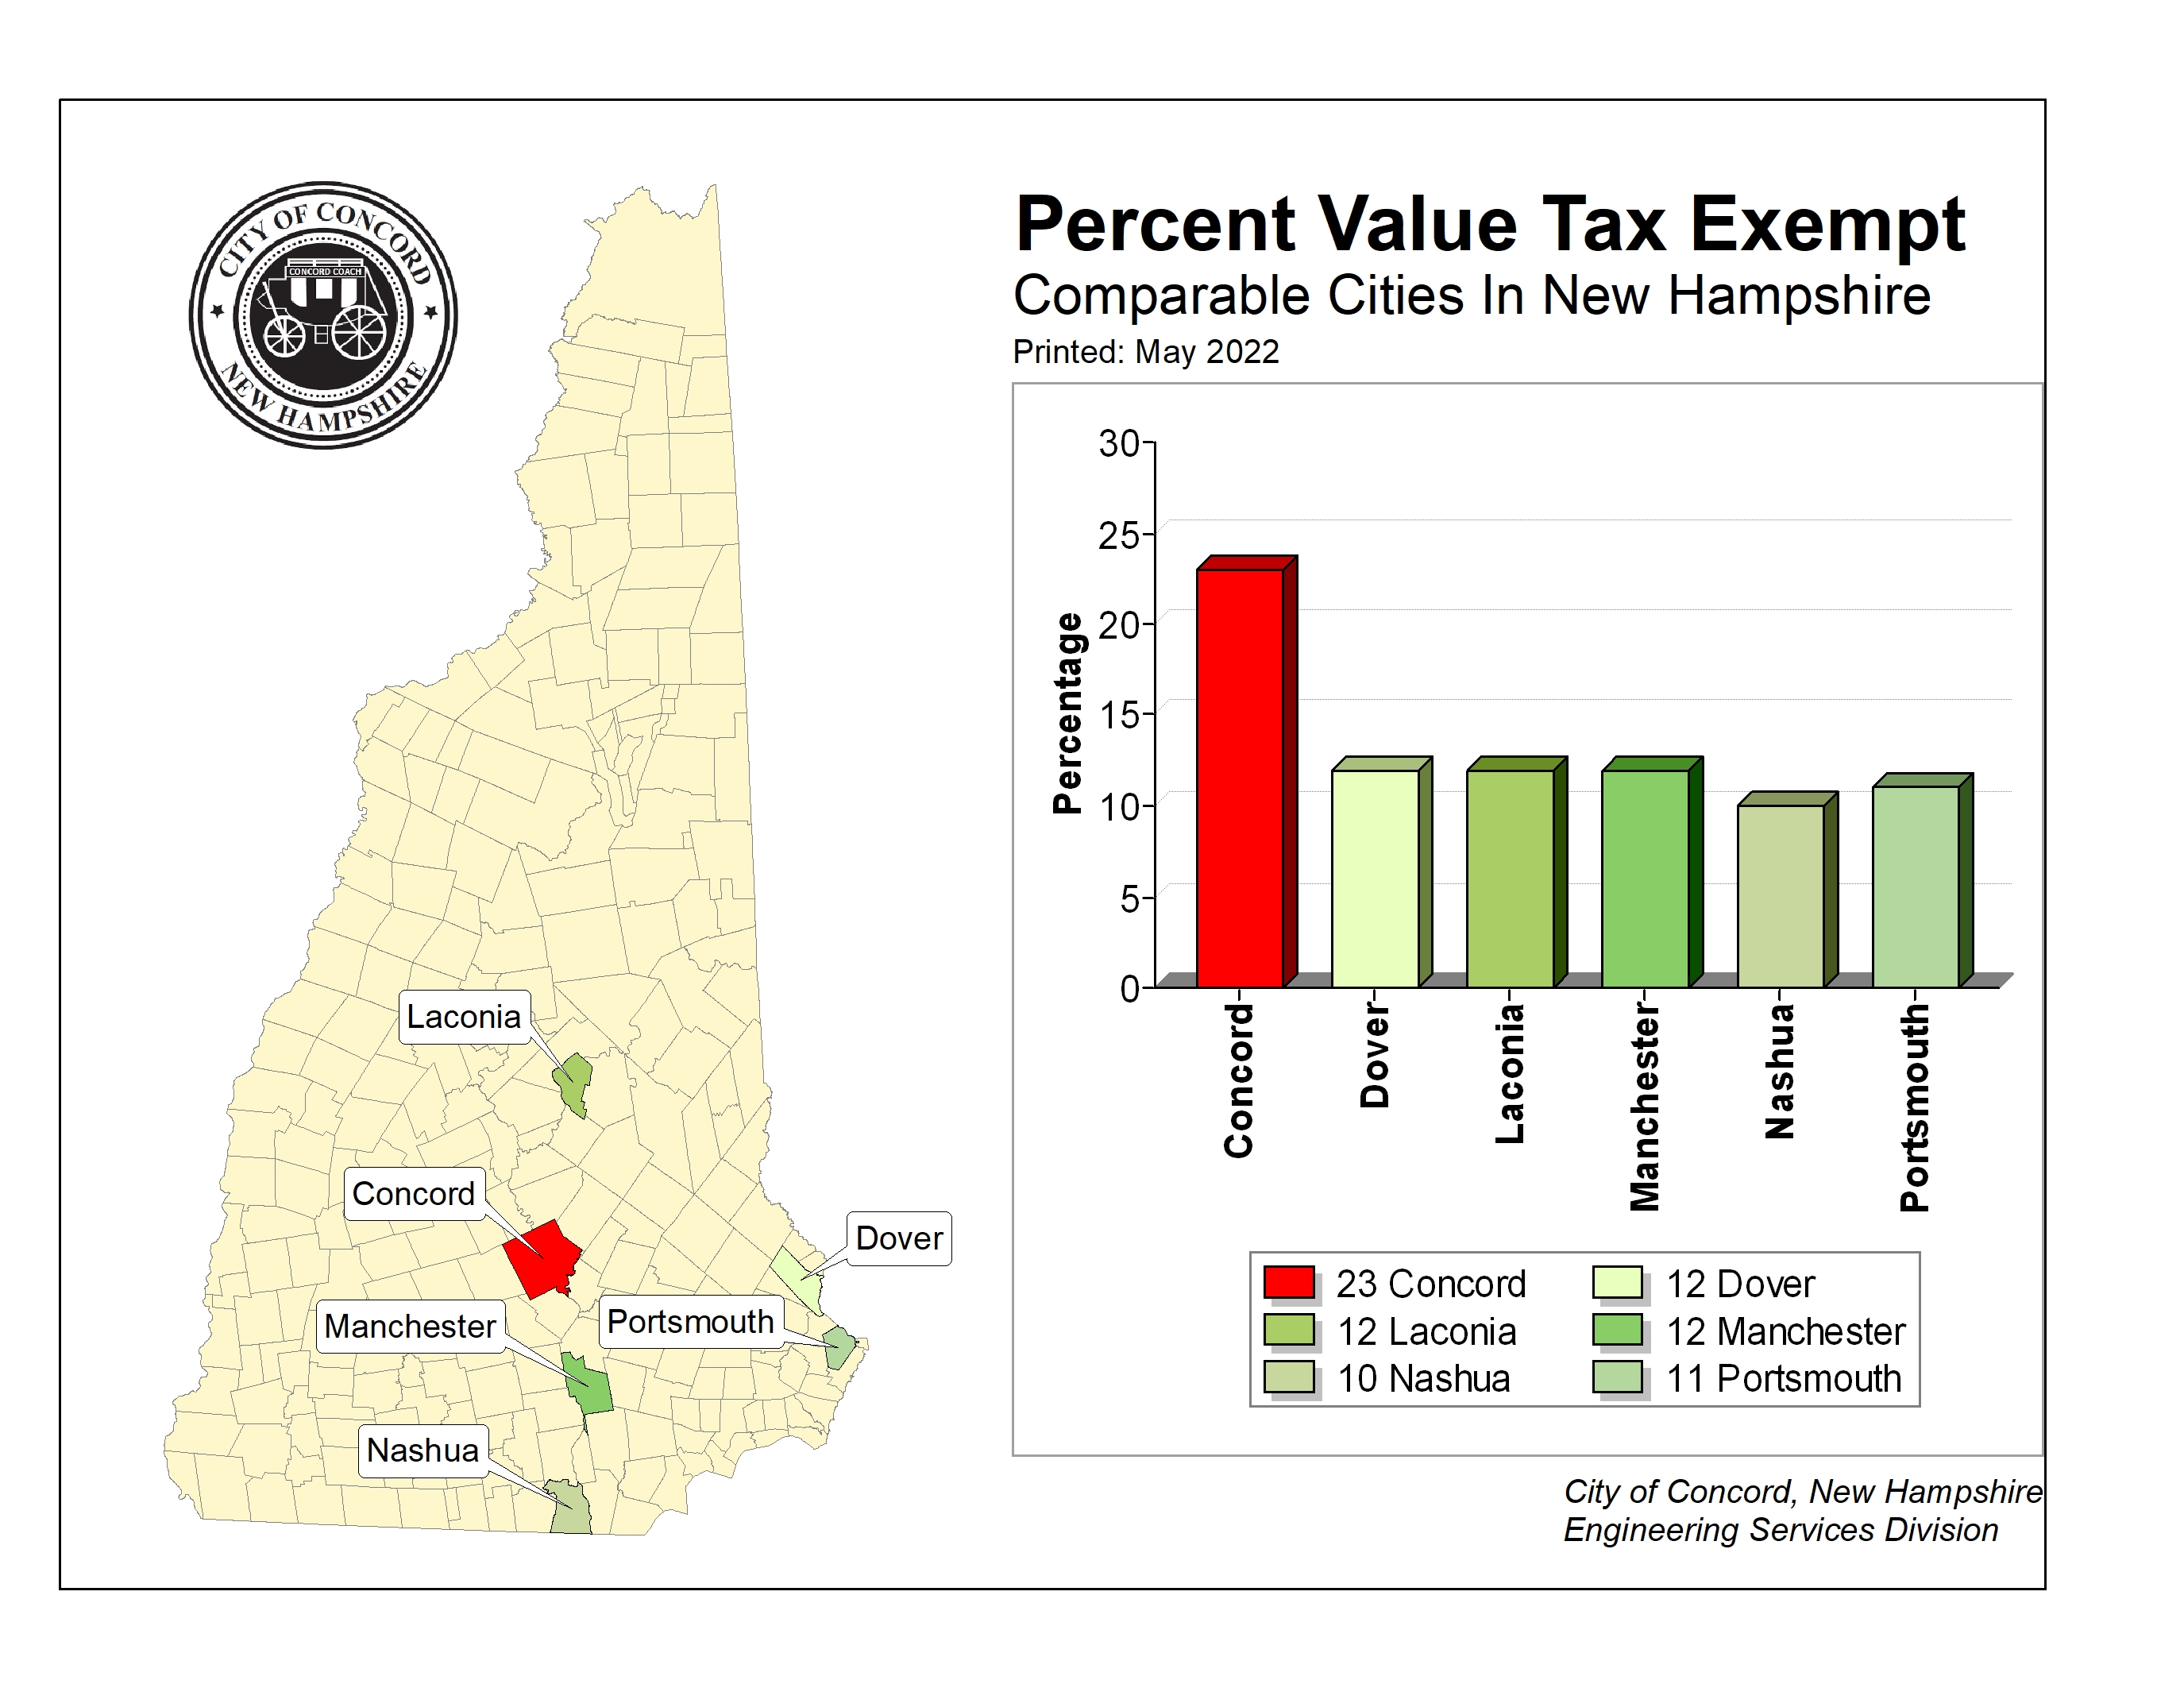 CITY OF CONCORD
CONCORD COACH
NEW HAMPSHIRE
Percent Value Tax Exempt
Comparable Cities In New Hampshire
Printed: May 2022
Percentage
30
25
20
15
10
5
0
Concord
Dover
Laconia
Manchester
Nashua
Portsmouth
23 Concord
12 Dover
12 Laconia
12 Manchester
10 Nashua
11 Portsmouth
Laconia
Concord
Dover
Manchester
Portsmouth
Nashua
City of Concord, New Hampshire
Engineering Services Division